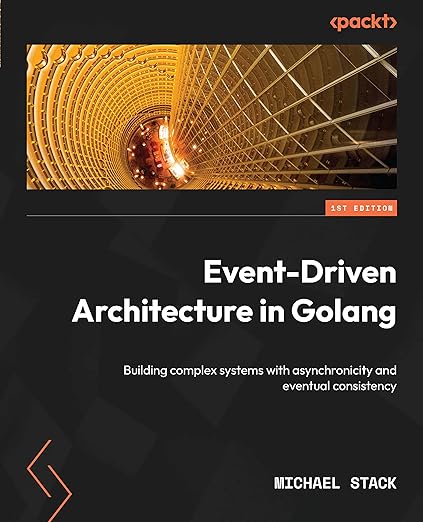 <packt>
1ST EDITION
Event-Driven
Architecture in Golang
Building complex systems with asynchronicity and
eventual consistency
MICHAEL STACK